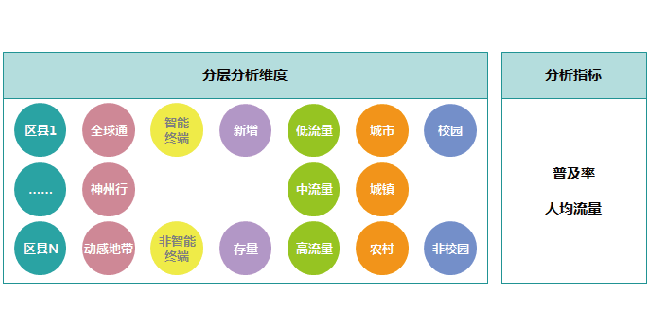 分层分析维度
分析指标
区县1
全球通
智能
终端
新增
低流量
城市
校园
……
神州行
中流量
城镇
区县N
动感地带
非智能
终端
存量
高流量
农村
非校园
普及率
人均流量